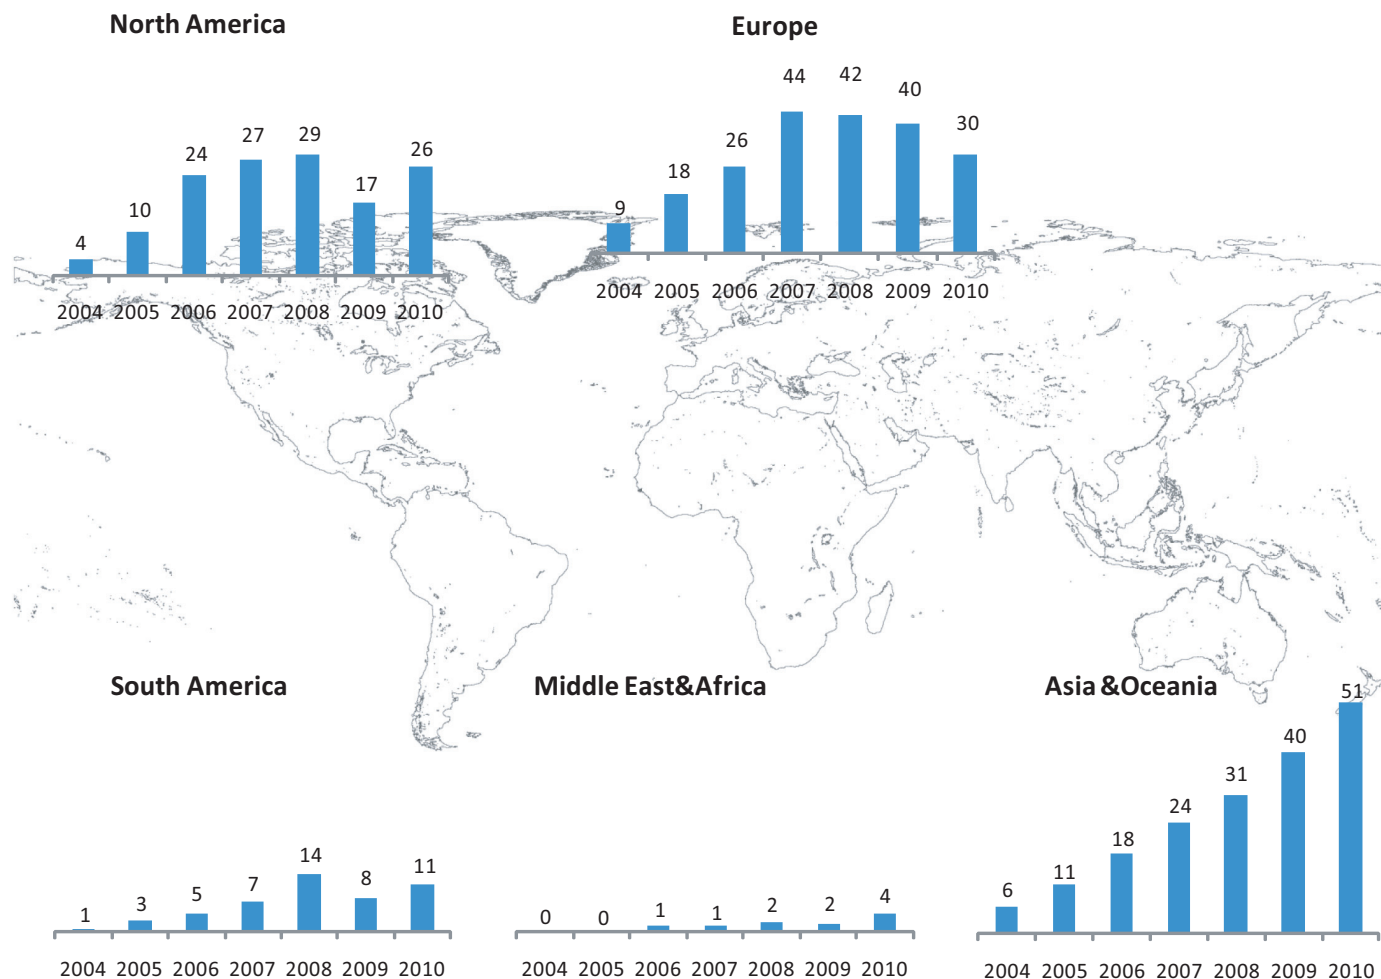 North America
4 10 24 27 29 17 26
2004 2005 2006 2007 2008 2009 2010
Europe
9 18 26 44 42 40 30
2004 2005 2006 2007 2008 2009 2010
South America
1 3 5 7 14 8 11
2004 2005 2006 2007 2008 2009 2010
Middle East&Africa
0 0 1 1 2 2 4
2004 2005 2006 2007 2008 2009 2010
Asia &Oceania
6 11 18 24 31 40 51
2004 2005 2006 2007 2008 2009 2010